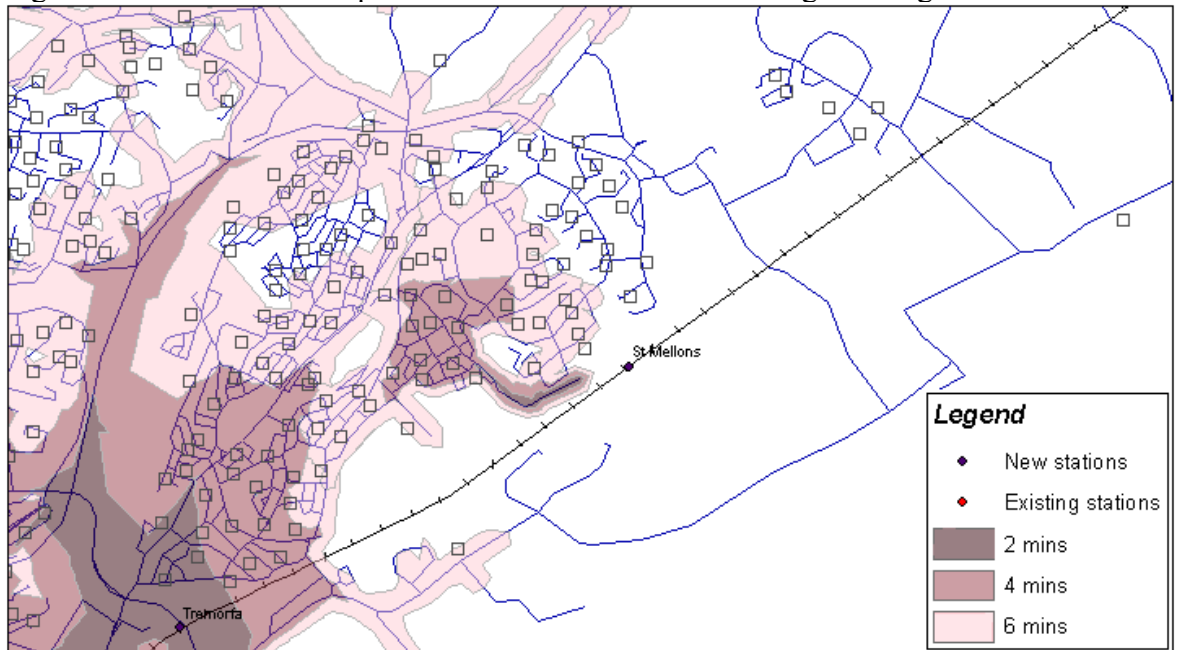 St Mellons
Tremorfa
Legend
New stations
Existing stations
2 mins
4 mins
6 mins